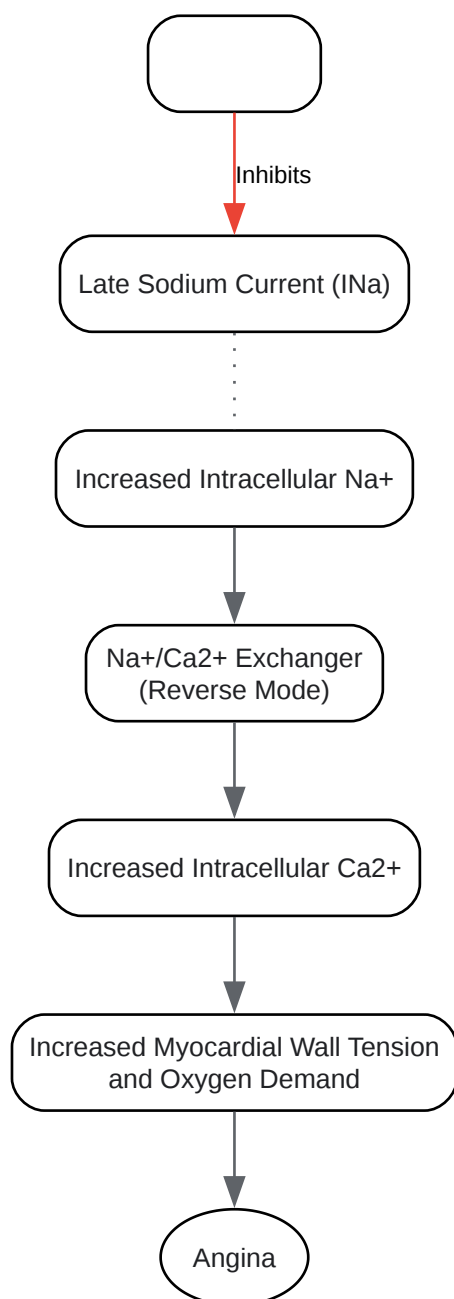 Inhibits
Late Sodium Current (INa)
Increased Intracellular Na+
Na+/Ca2+ Exchanger
(Reverse Mode)
Increased Intracellular Ca2+
Increased Myocardial Wall Tension
and Oxygen Demand
Angina